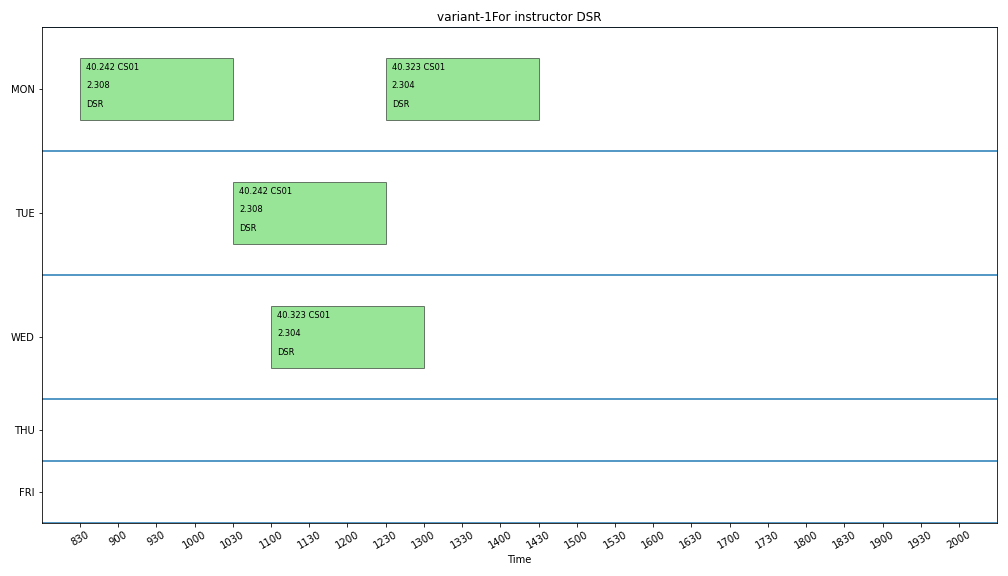 variant-1For instructor DSR
MON
40.242 CS01
2.308
DSR
40.323 CS01
2.304
DSR
TUE
40.242 CS01
2.308
DSR
WED
40.323 CS01
2.304
DSR
THU
FRI
830 900 930 1000 1030 1100 1130 1200 1230 1300 1330 1400 1430 1500 1530 1600 1630 1700 1730 1800 1830 1900 1930 2000
Time